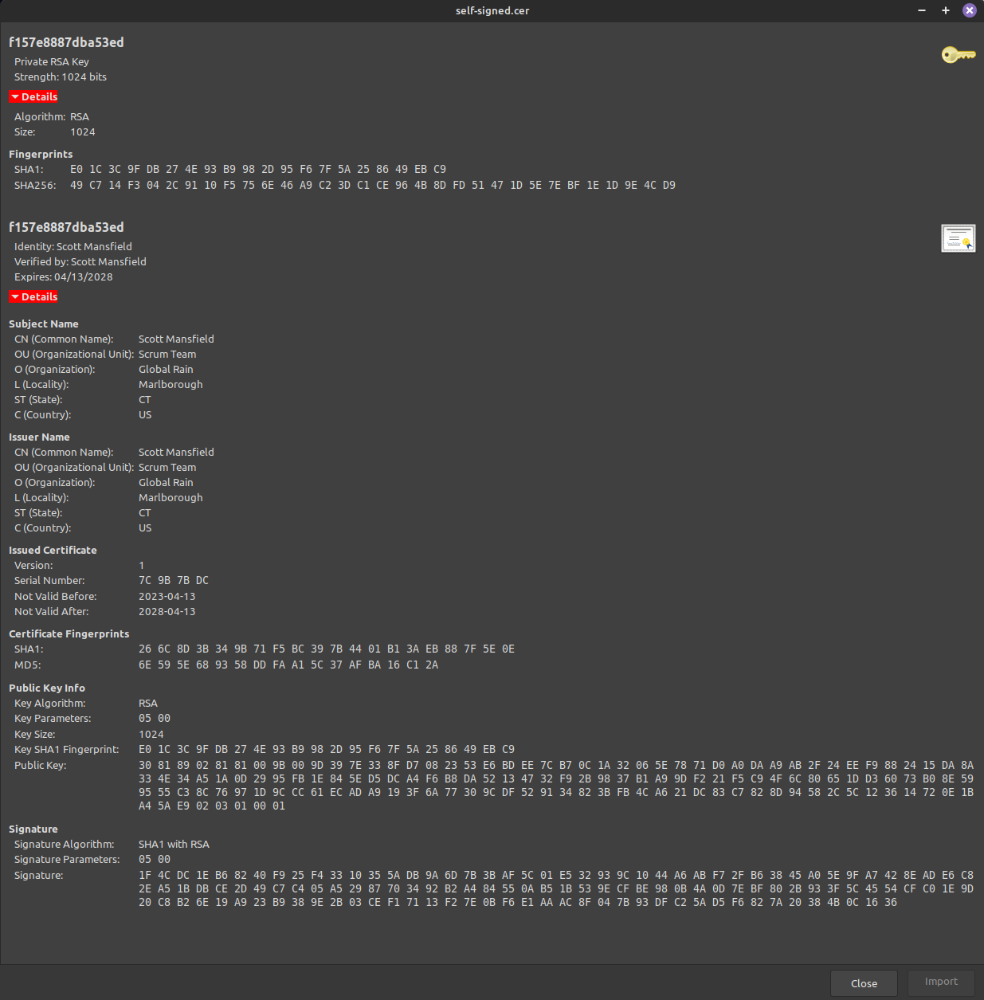 self-signed.cer
f157e8887dba53ed
Private RSA Key
Strength: 1024 bits
Details
Algorithm: RSA
Size: 1024
Fingerprints
SHA1: E0 1C 3C 9F DB 27 4E 93 B9 98 2D 95 F6 7F 5A 25 86 49 EB C9
SHA256: 49 C7 14 F3 04 2C 91 10 F5 75 6E 46 A9 C2 3D C1 CE 96 4B 8D FD 51 47 1D 5E 7E BF 1E 1D 9E 4C D9
f157e8887dba53ed
Identity: Scott Mansfield
Verified by: Scott Mansfield
Expires: 04/13/2028
Details
Subject Name
CN (Common Name): Scott Mansfield
OU (Organizational Unit): Scrum Team
O (Organization): Global Rain
L (Locality): Marlborough
ST (State): CT
C (Country): US
Issuer Name
CN (Common Name): Scott Mansfield
OU (Organizational Unit): Scrum Team
O (Organization): Global Rain
L (Locality): Marlborough
ST (State): CT
C (Country): US
Issued Certificate
Version: 1
Serial Number: 7C 9B 7B DC
Not Valid Before: 2023-04-13
Not Valid After: 2028-04-13
Certificate Fingerprints
SHA1: 26 6C 8D 3B 34 9B 71 F5 BC 39 7B 44 01 B1 3A EB 88 7F 5E 0E
MD5: 6E 59 5E 68 93 58 DD FA A1 5C 37 AF BA 16 C1 2A
Public Key Info
Key Algorithm: RSA
Key Parameters: 05 00
Key Size: 1024
Key SHA1 Fingerprint: E0 1C 3C 9F DB 27 4E 93 B9 98 2D 95 F6 7F 5A 25 86 49 EB C9
Public Key: 30 81 89 02 81 81 00 9B 00 9D 39 7E 33 8F D7 08 23 53 E6 BD EE 7C B7 0C 1A 32 06 5E 78 71 D0 A0 DA A9 AB 2F 24 EE F9 88 24 15 DA 8A
33 4E 34 A5 1A 0D 29 95 FB 1E 84 5E D5 DC A4 F6 B8 DA 52 13 47 32 F9 2B 98 37 B1 A9 9D F2 21 F5 C9 4F 6C 80 65 1D D3 60 73 B0 8E 59
95 55 C3 8C 76 97 1D 9C CC 61 EC AD A9 19 3F 6A 77 30 9C DF 52 91 34 82 3B FB 4C A6 21 DC 83 C7 82 8D 94 58 2C 5C 12 36 14 72 0E 1B
A4 5A E9 02 03 01 00 01
Signature
Signature Algorithm: SHA1 with RSA
Signature Parameters: 05 00
Signature: 1F 4C DC 1E B6 82 40 F9 25 F4 33 10 35 5A DB 9A 6D 7B 3B AF 5C 01 E5 32 93 9C 10 44 A6 AB F7 2F B6 38 45 A0 5E 9F A7 42 8E AD E6 C8
2E A5 1B DB CE 2D 49 C7 C4 05 A5 29 87 70 34 92 B2 A4 84 55 0A B5 1B 53 9E CF BE 98 0B 4A 0D 7E BF 80 2B 93 3F 5C 45 54 CF C0 1E 9D
20 C8 B2 6E 19 A9 23 B9 38 9E 2B 03 CE F1 71 13 F2 7E 0B F6 E1 AA AC 8F 04 7B 93 DF C2 5A D5 F6 82 7A 20 38 4B 0C 16 36
Close
Import